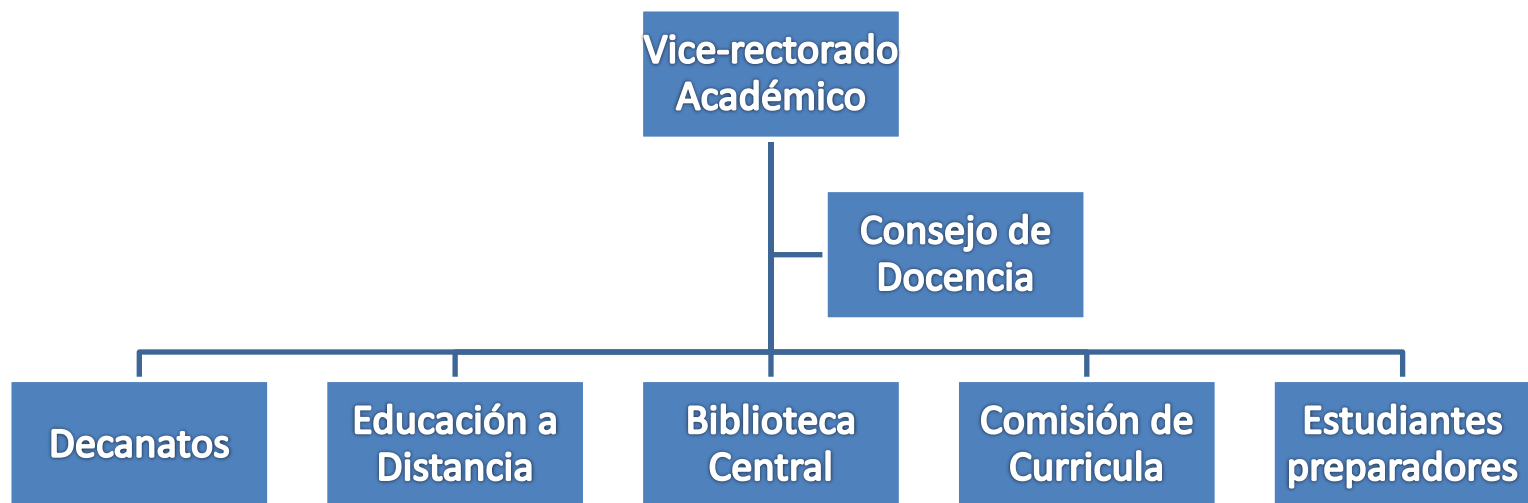 Vice-rectorado
Académico
Consejo de
Docencia
Decanatos
Educación a
Distancia
Biblioteca
Central
Comisión de
Curricula
Estudiantes
preparadores